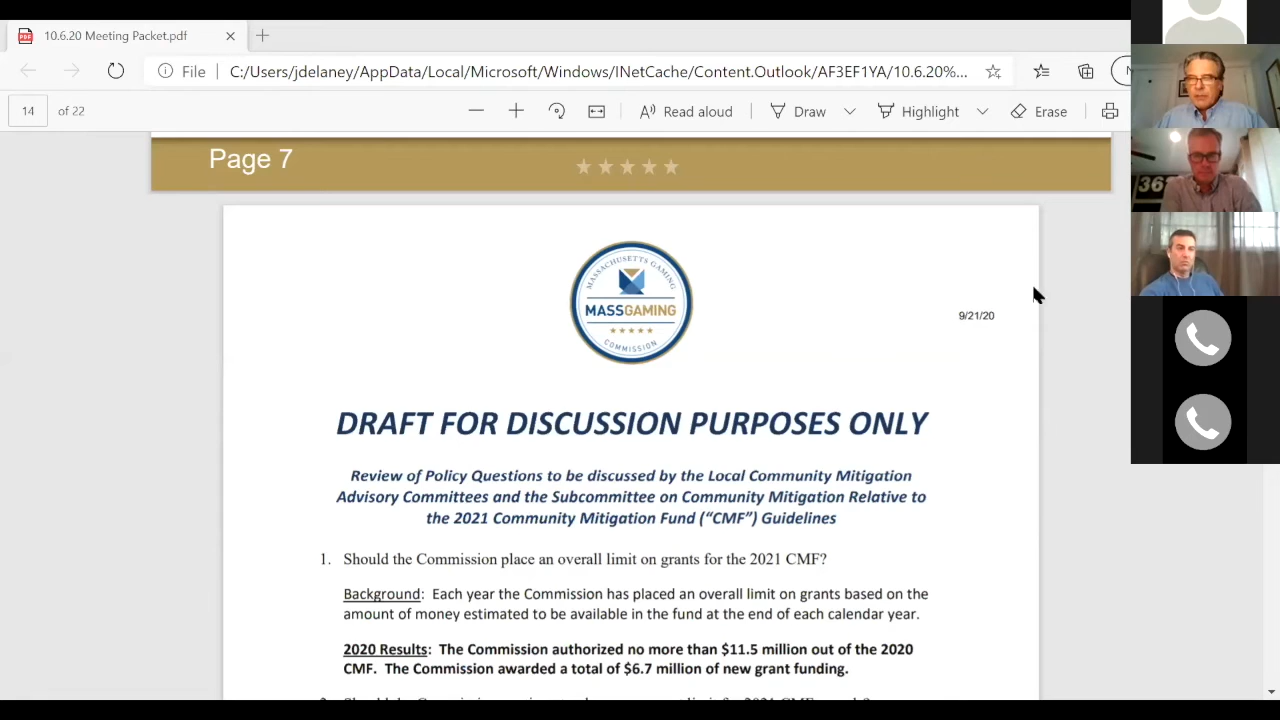 10.6.20 Meeting Packet.pdf
File
C:/Users/jdelaney/AppData/Local/Microsoft/Windows/INetCache/Content.Outlook/AF3EF1YA/10.6.20%...
14 of 22
Read aloud
Draw
Highlight
Erase
Page 7
MASSACHUSETTS GAMING
MASSGAMING
COMMISSION
9/21/20
DRAFT FOR DISCUSSION PURPOSES ONLY
Review of Policy Questions to be discussed by the Local Community Mitigation
Advisory Committees and the Subcommittee on Community Mitigation Relative to
the 2021 Community Mitigation Fund (“CMF”) Guidelines
1. Should the Commission place an overall limit on grants for the 2021 CMF?
Background: Each year the Commission has placed an overall limit on grants based on the
amount of money estimated to be available in the fund at the end of each calendar year.
2020 Results: The Commission authorized no more than $11.5 million out of the 2020
CMF. The Commission awarded a total of $6.7 million of new grant funding.